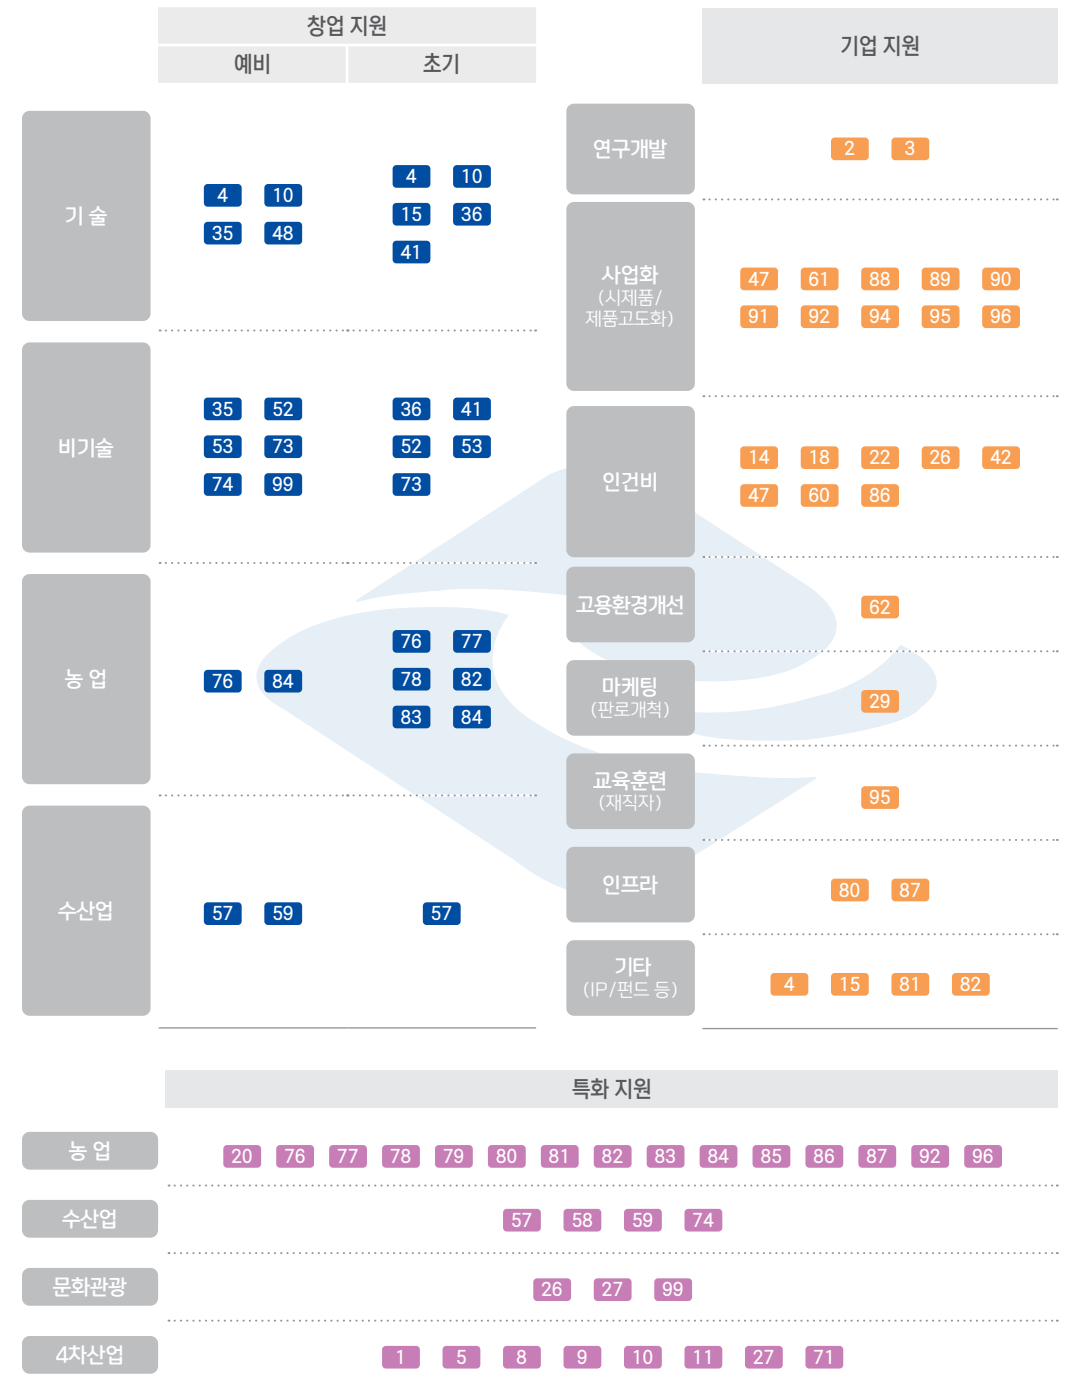 창업 지원
예비 초기
기 술
4 10
35 48
4 10
15 36
41
비기술
35 52
53 73
74 99
36 41
52 53
73
농 업
76 84
76 77
78 82
83 84
수산업
57 59
57
기업 지원
연구개발
2 3
사업화
(시제품/
제품고도화)
47 61 88 89 90
91 92 94 95 96
인건비
14 18 22 26 42
47 60 86
고용환경개선
62
마케팅
(판로개척)
29
교육훈련
(재직자)
95
인프라
80 87
기타
(IP/펀드 등)
4 15 81 82
특화 지원
농 업
20 76 77 78 79 80 81 82 83 84 85 86 87 92 96
수산업
57 58 59 74
문화관광
26 27 99
4차산업
1 5 8 9 10 11 27 71